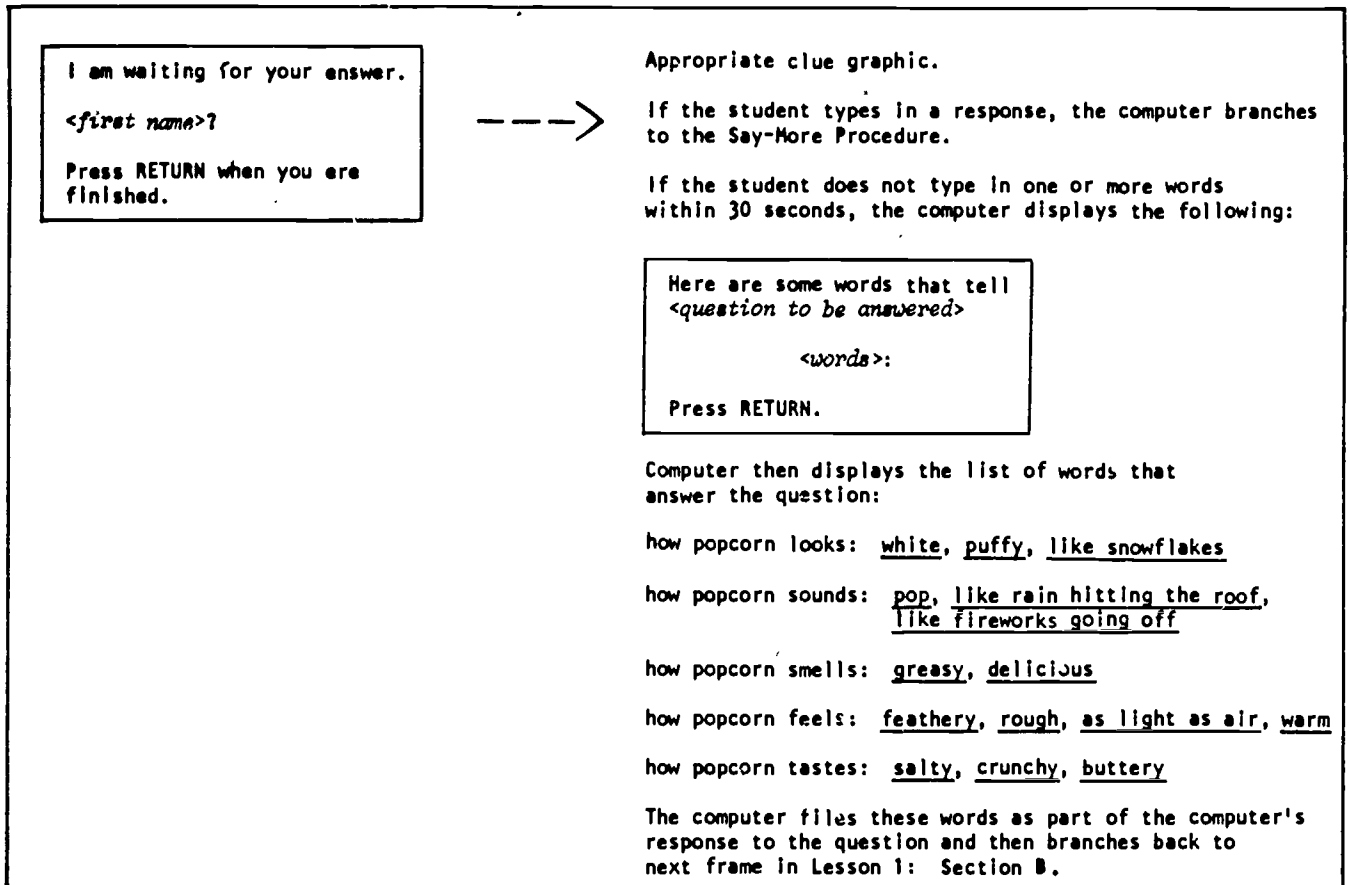 I am waiting for your answer.
<first name>?
Press RETURN when you are
finished.
Appropriate clue graphic.
If the student types in a response, the computer branches
to the Say-More Procedure.
If the student does not type in one or more words
within 30 seconds, the computer displays the following:
Here are some words that tell
<question to be answered>
<words>:
Press RETURN.
Computer then displays the list of words that
answer the question:
how popcorn looks: white, puffy, like snowflakes
how popcorn sounds: pop, like rain hitting the roof,
like fireworks going off
how popcorn smells: greasy, delicious
how popcorn feels: feathery, rough, as light as air, warm
how popcorn tastes: salty, crunchy, buttery
The computer files these words as part of the computer's
response to the question and then branches back to
next frame in Lesson 1: Section B.